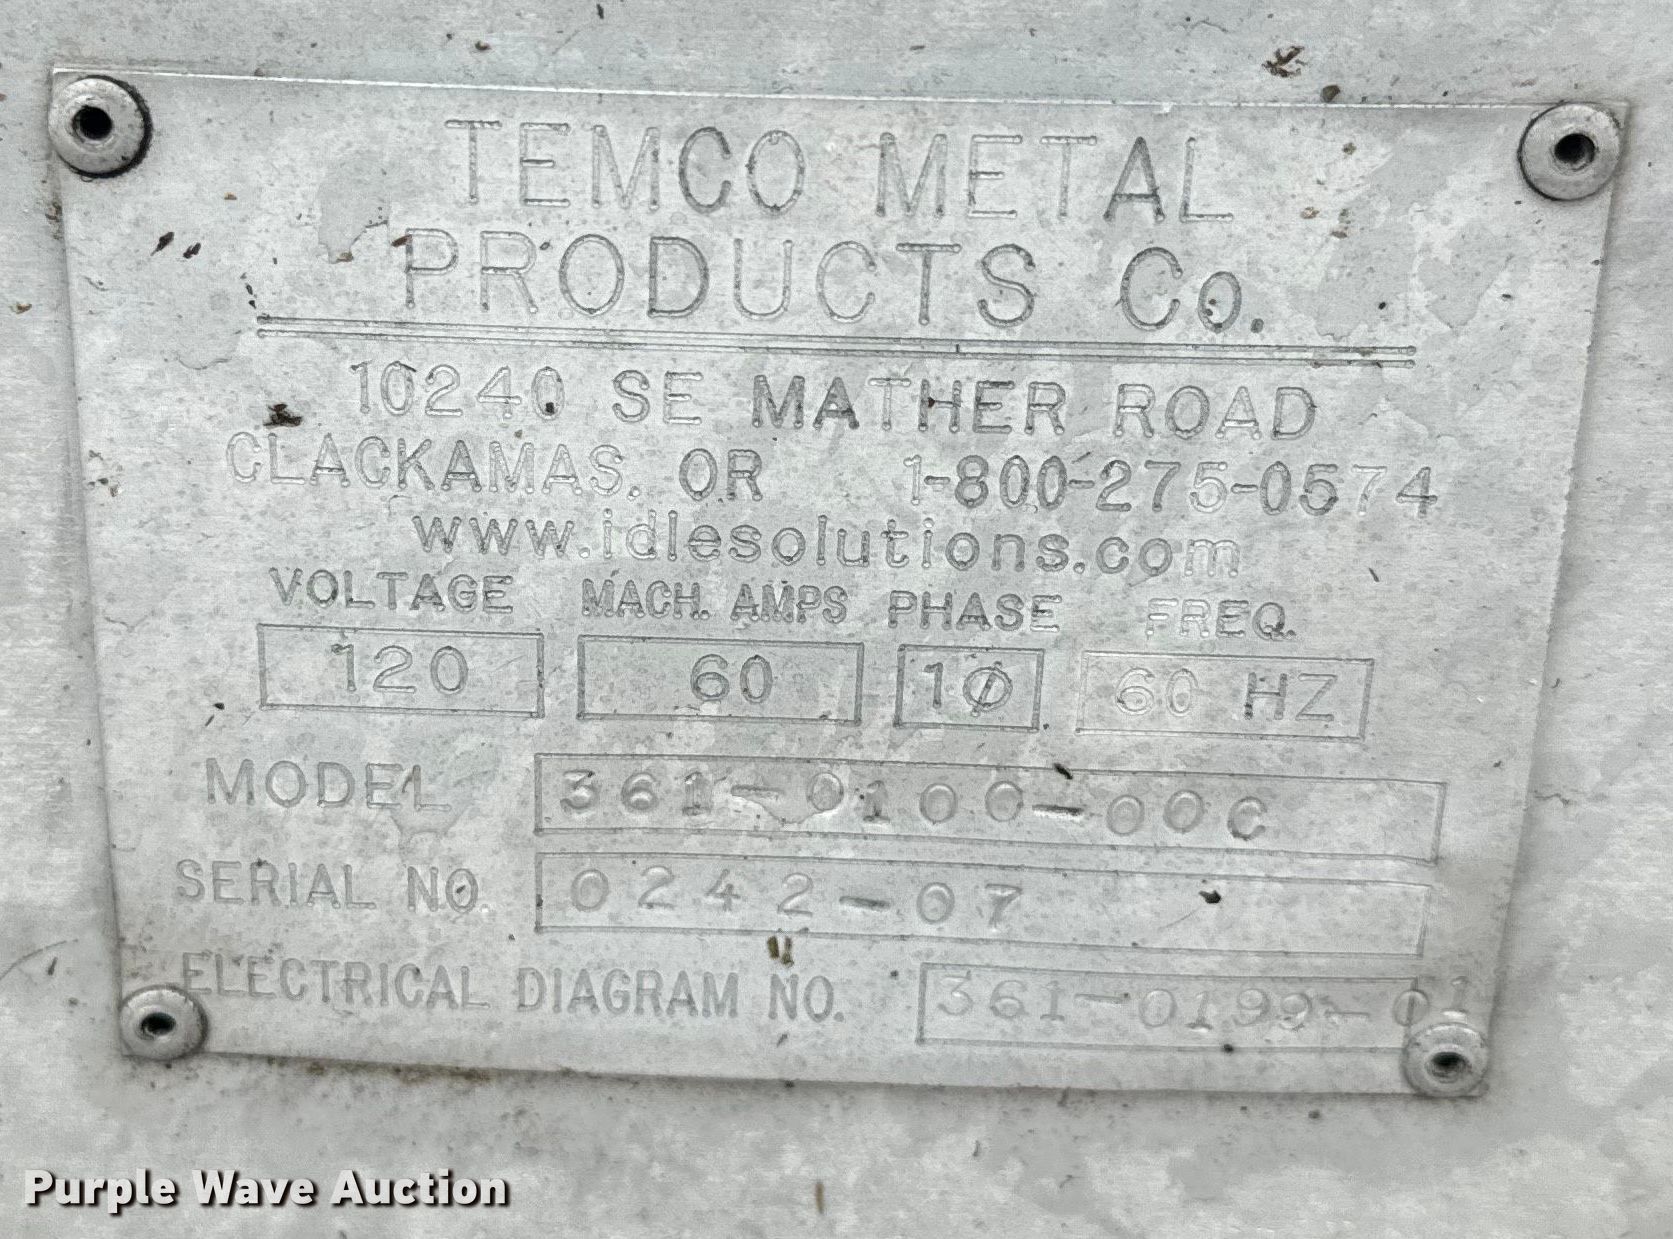 TEMCO METAL
PRODUCTS Co.
10240 SE MATHER ROAD
CLACKAMAS, OR 1-800-275-0574
www.idlesolutions.com
VOLTAGE MACH. AMPS PHASE FREQ.
120 60 1Ø 60 HZ
MODEL 361-0100-00C
SERIAL NO. 0242-07
ELECTRICAL DIAGRAM NO. 361-0199-01
Purple Wave Auction